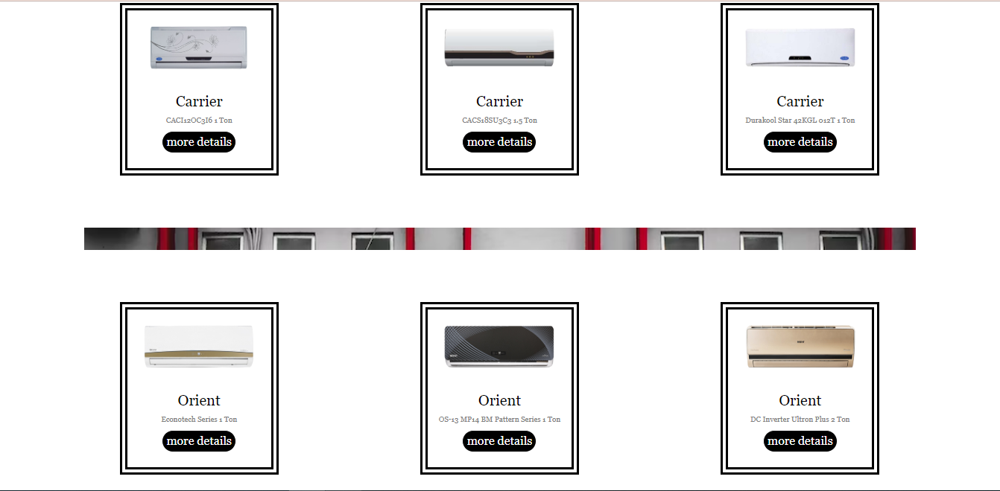 Carrier
CACI12OC3I6 1 Ton
more details
Carrier
CACS18SU3C3 1.5 Ton
more details
Carrier
Durakool Star 42KGL 012T 1 Ton
more details
Orient
Econotech Series 1 Ton
more details
Orient
OS-13 MP14 BM Pattern Series 1 Ton
more details
Orient
DC Inverter Ultron Plus 2 Ton
more details